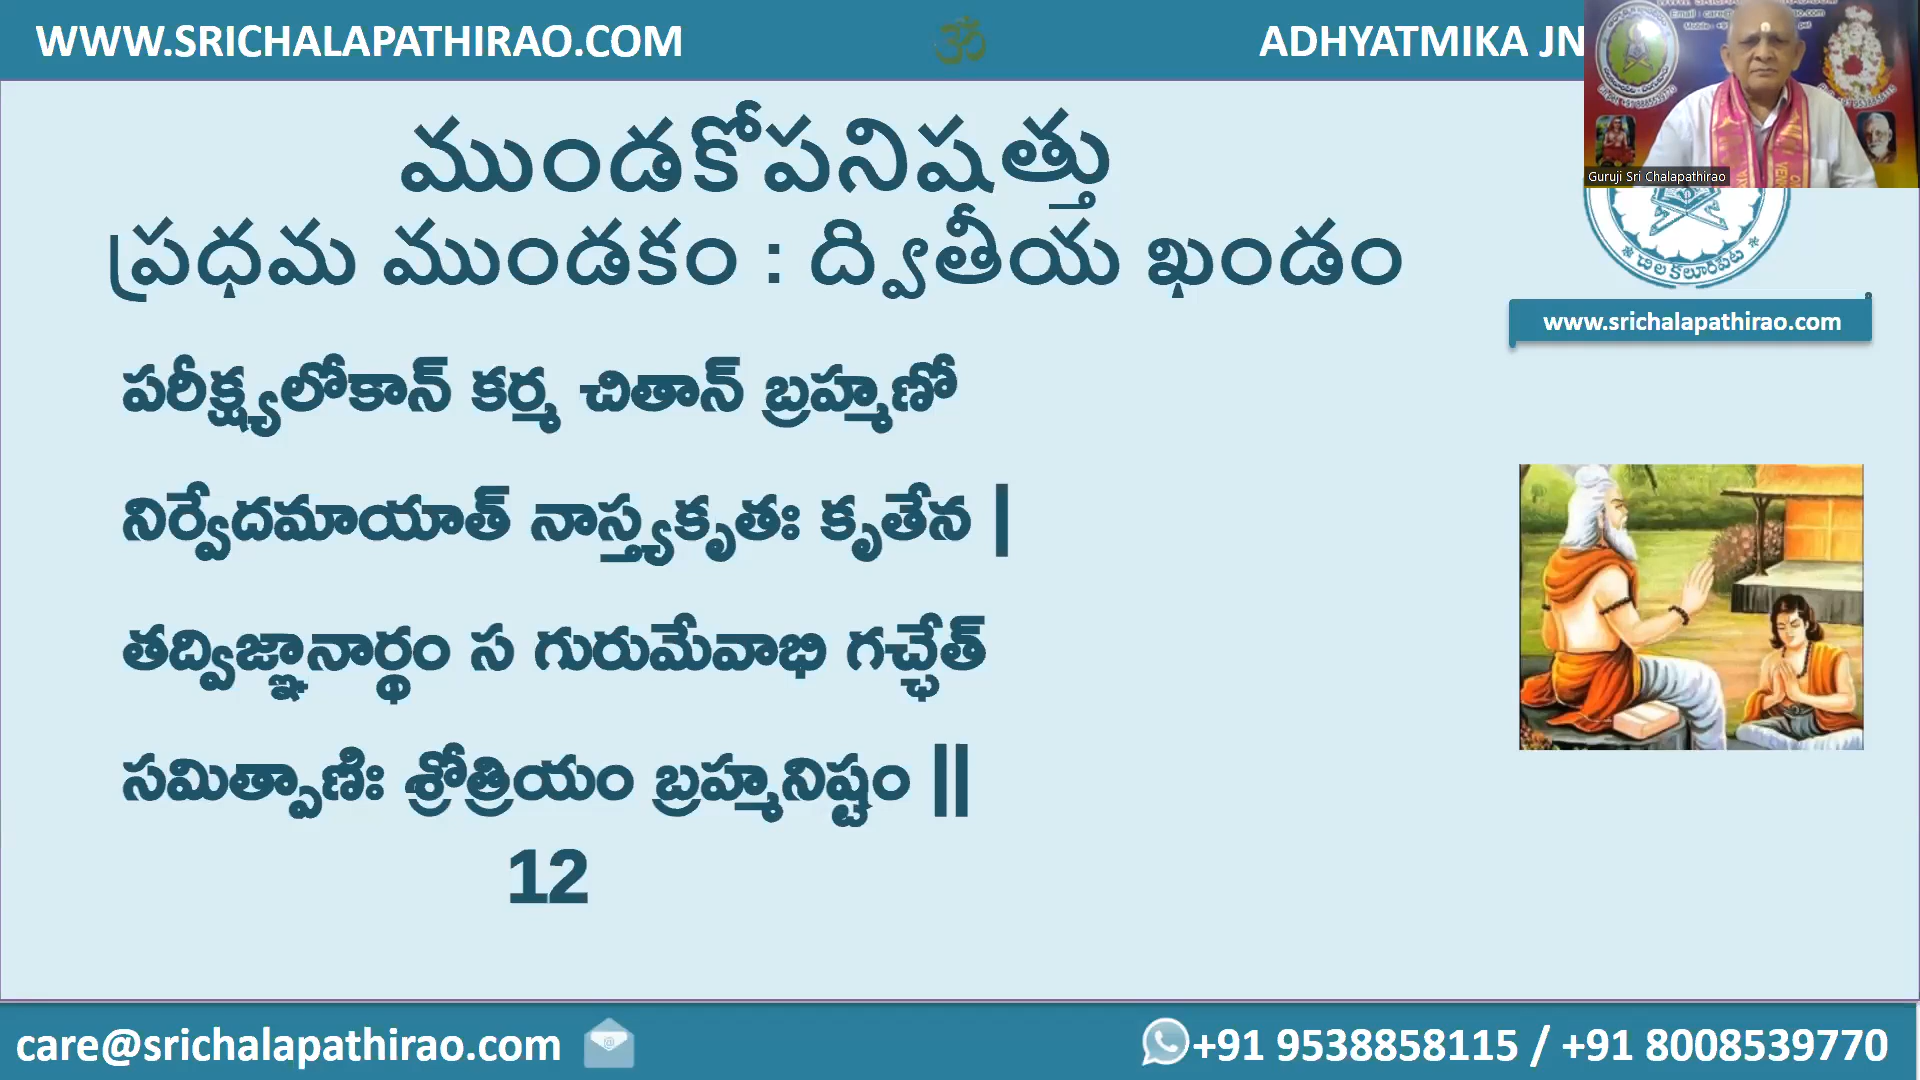 WWW.SRICHALAPATHIRAO.COM
ADHYATMIKA JN
Guruji Sri Chalapathirao
ముండకోపనిషత్తు
ప్రధమ ముండకం : ద్వితీయ ఖండం
చిలకలూరిపేట
www.srichalapathirao.com
పరీక్ష్యలోకాన్ కర్మ చితాన్ బ్రహ్మణో
నిర్వేదమాయాత్ నాస్త్యకృతః కృతేన |
తద్విజ్ఞానార్థం స గురుమేవాభి గచ్ఛేత్
సమిత్పాణిః శ్రోత్రియం బ్రహ్మనిష్టం ||
12
care@srichalapathirao.com
+91 9538858115 / +91 8008539770